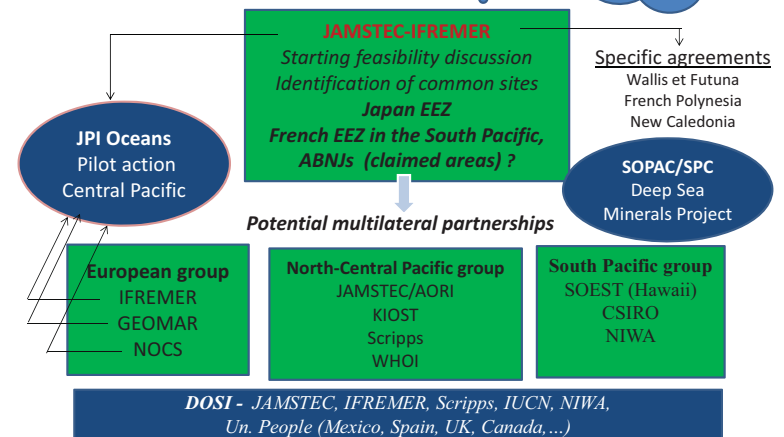 JAMSTEC-IFREMER
Starting feasibility discussion
Identification of common sites
Japan EEZ
French EEZ in the South Pacific,
ABNJs (claimed areas) ?
Specific agreements
Wallis et Futuna
French Polynesia
New Caledonia
JPI Oceans
Pilot action
Central Pacific
SOPAC/SPC
Deep Sea
Minerals Project
Potential multilateral partnerships
European group
IFREMER
GEOMAR
NOCS
North-Central Pacific group
JAMSTEC/AORI
KIOST
Scripps
WHOI
South Pacific group
SOEST (Hawaii)
CSIRO
NIWA
DOSI - JAMSTEC, IFREMER, Scripps, IUCN, NIWA,
Un. People (Mexico, Spain, UK, Canada,...)